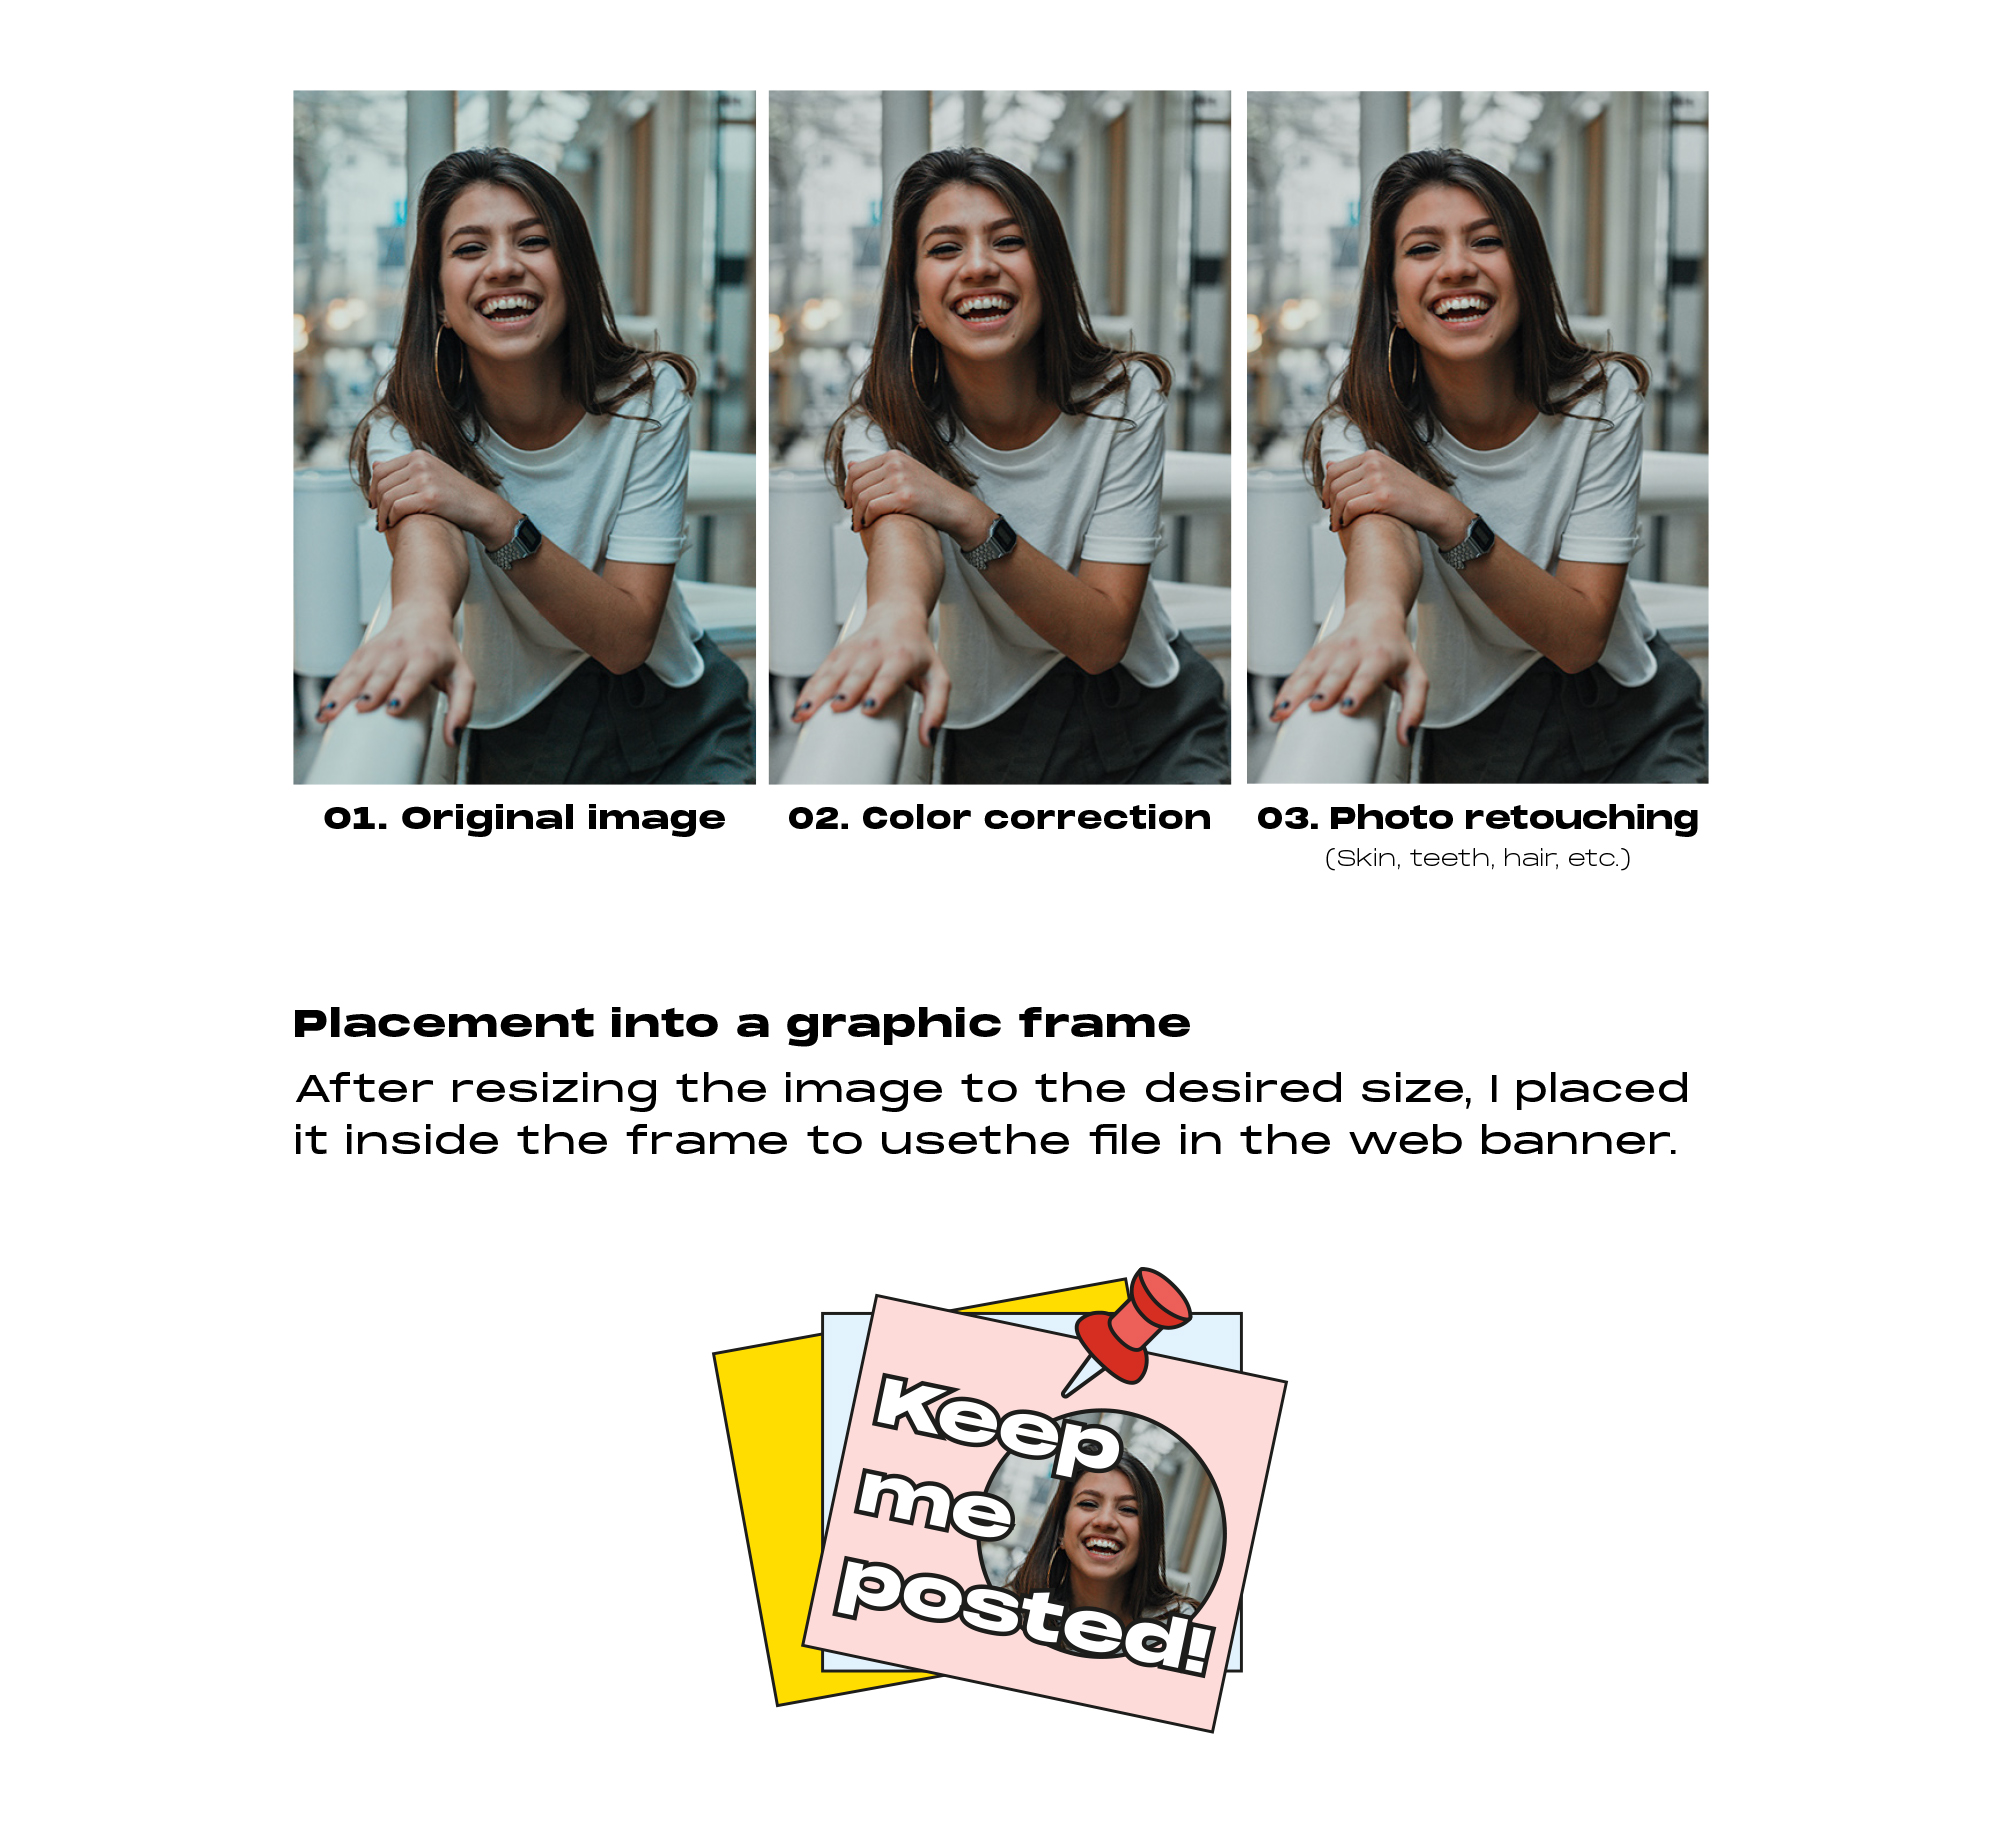 01. Original image
02. Color correction
03. Photo retouching
(Skin, teeth, hair, etc.)
Placement into a graphic frame
After resizing the image to the desired size, I placed
it inside the frame to usethe file in the web banner.
Keep
me
posted!